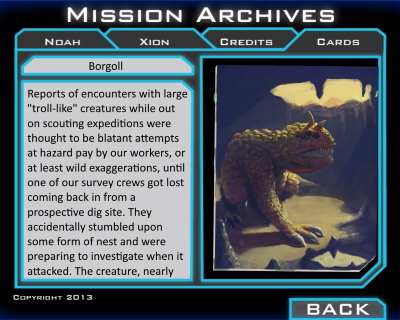 Mission Archives
Noah
Xion
Credits
Cards
Borgoll
Reports of encounters with large
"troll-like" creatures while out
on scouting expeditions were
thought to be blatant attempts
at hazard pay by our workers, or
at least wild exaggerations, until
one of our survey crews got lost
coming back in from a
prospective dig site. They
accidentally stumbled upon
some form of nest and were
preparing to investigate when it
attacked. The creature, nearly
Copyright 2013
BACK